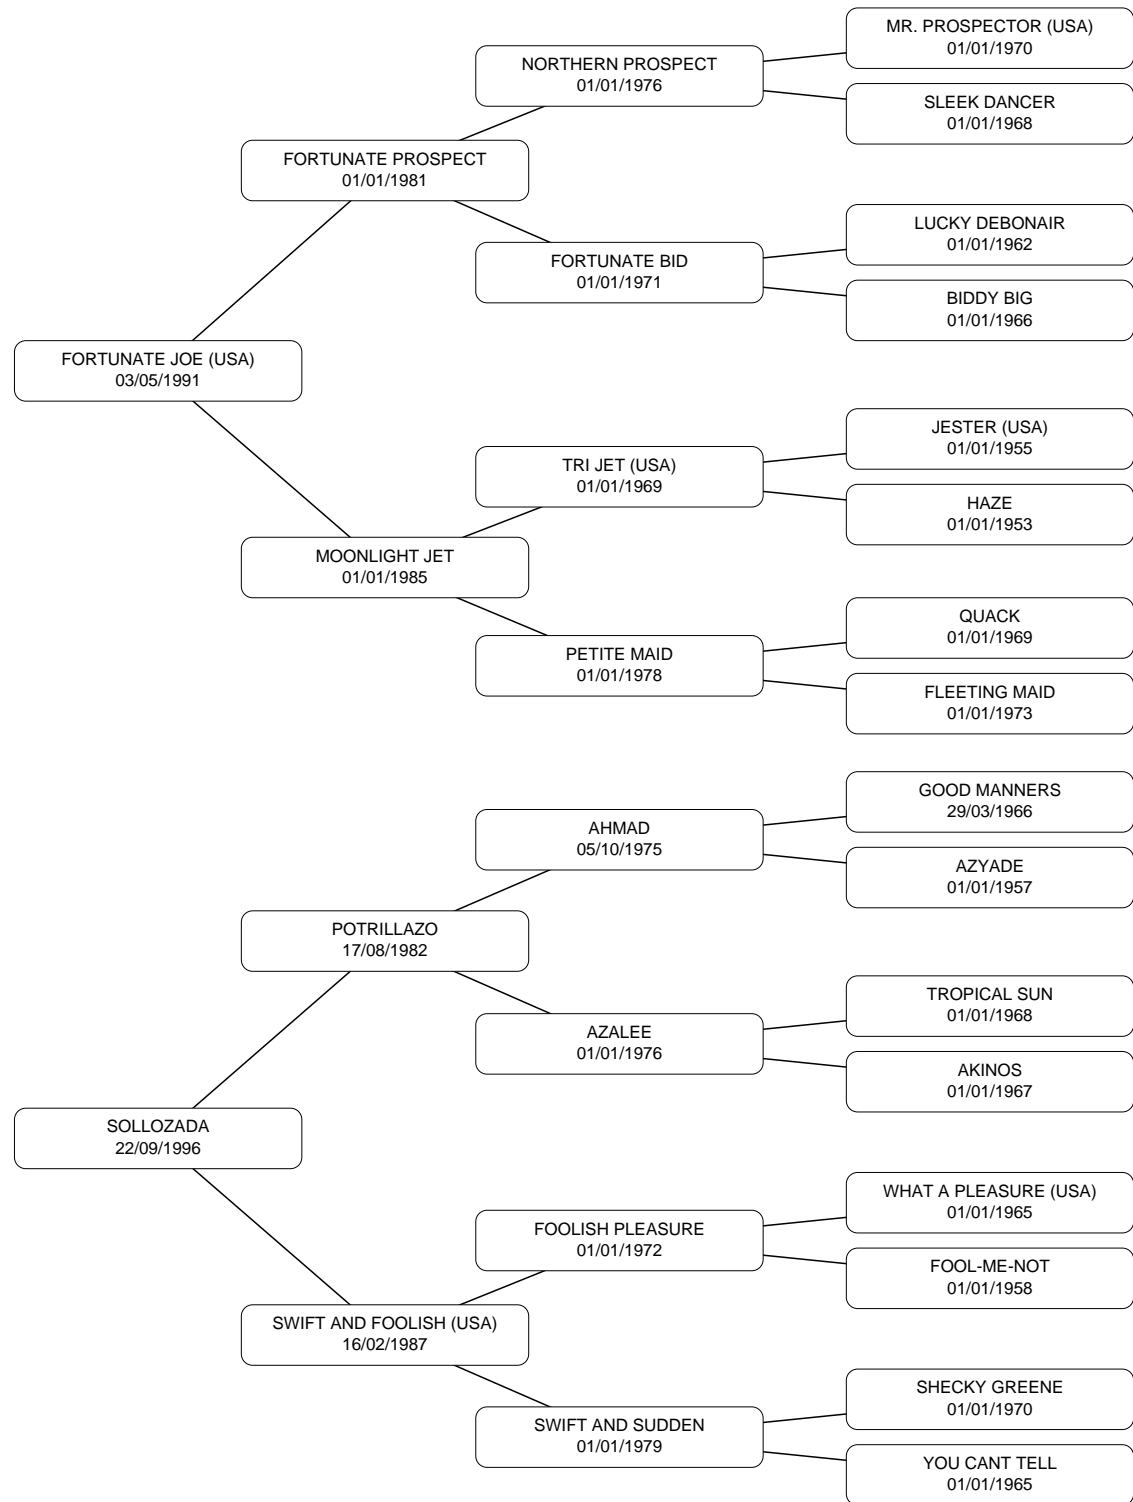 MR. PROSPECTOR (USA)
01/01/1970
NORTHERN PROSPECT
01/01/1976
SLEEK DANCER
01/01/1968
FORTUNATE PROSPECT
01/01/1981
LUCKY DEBONAIR
01/01/1962
FORTUNATE BID
01/01/1971
BIDDY BIG
01/01/1966
FORTUNATE JOE (USA)
03/05/1991
JESTER (USA)
01/01/1955
TRI JET (USA)
01/01/1969
HAZE
01/01/1953
MOONLIGHT JET
01/01/1985
QUACK
01/01/1969
PETITE MAID
01/01/1978
FLEETING MAID
01/01/1973
GOOD MANNERS
29/03/1966
AHMAD
05/10/1975
AZYADE
01/01/1957
POTRILLAZO
17/08/1982
TROPICAL SUN
01/01/1968
AZALEE
01/01/1976
AKINOS
01/01/1967
SOLLOZADA
22/09/1996
WHAT A PLEASURE (USA)
01/01/1965
FOOLISH PLEASURE
01/01/1972
FOOL-ME-NOT
01/01/1958
SWIFT AND FOOLISH (USA)
16/02/1987
SHECKY GREENE
01/01/1970
SWIFT AND SUDDEN
01/01/1979
YOU CANT TELL
01/01/1965